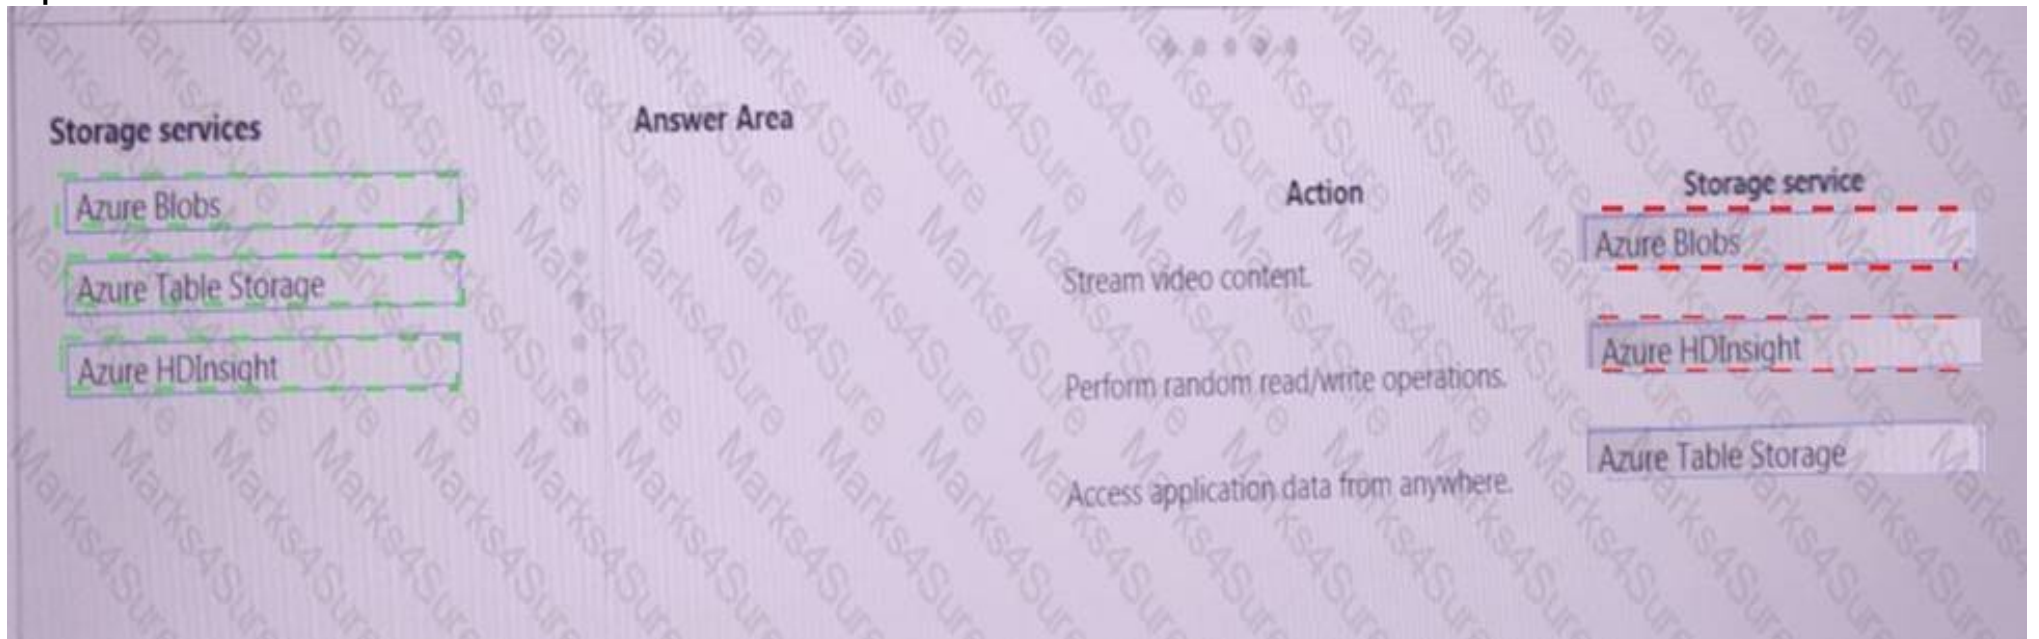 Storage services
Azure Blobs
Azure Table Storage
Azure HDInsight
Answer Area
Action
Storage service
Stream video content.
Azure Blobs
Perform random read/write operations.
Azure HDInsight
Access application data from anywhere.
Azure Table Storage
Marks4Sure